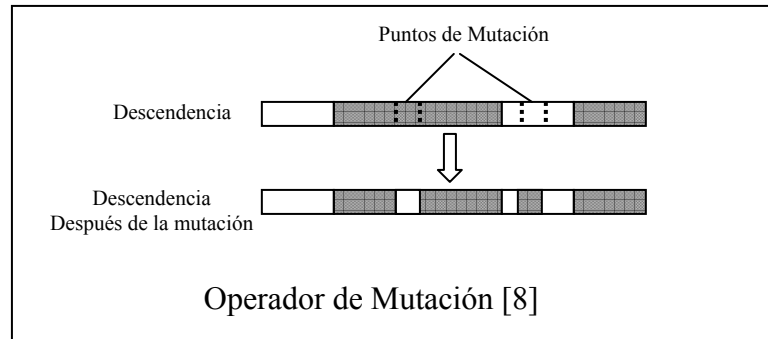 Puntos de Mutación
Descendencia
Descendencia
Después de la mutación
Operador de Mutación [8]